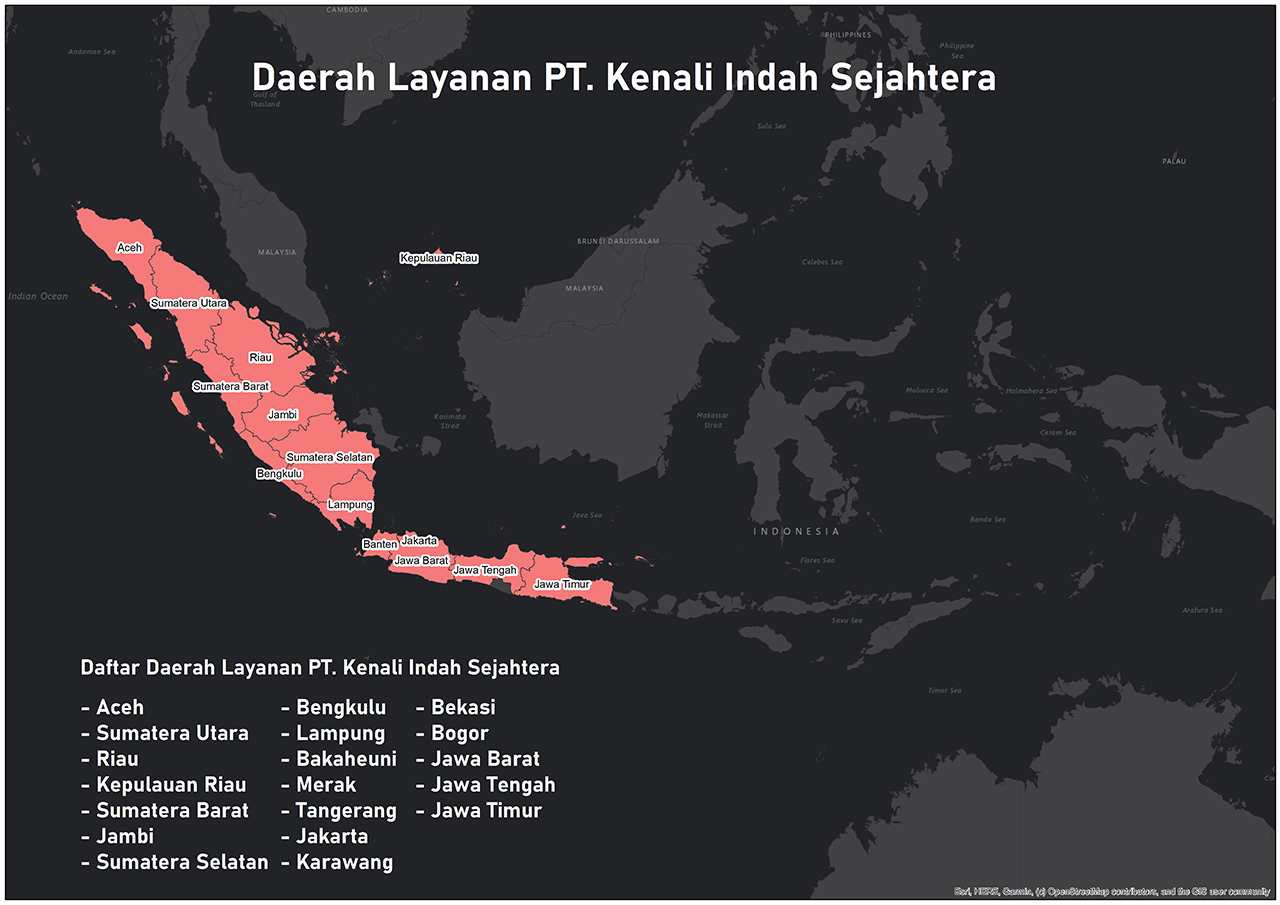 CAMBODIA
PHILIPPINES
Andaman Sea
Philippine
Sea
Daerah Layanan PT. Kenali Indah Sejahtera
Gulf of
Thailand
Sulu Sea
PALAU
Aceh
MALAYSIA
Kepulauan Riau
BRUNEI DARUSSALAM
Celebes Sea
MALAYSIA
Indian Ocean
Sumatera Utara
Riau
Sumatera Barat
Molucca Sea
Halmahera Sea
Jambi
Karimata
Strait
Makassar
Strait
Ceram Sea
Sumatera Selatan
Bengkulu
Lampung
Java Sea
Banda Sea
INDONESIA
Banten
Jakarta
Jawa Barat
Jawa Tengah
Jawa Timur
Flores Sea
Savu Sea
Arafura Sea
Timor Sea
Daftar Daerah Layanan PT. Kenali Indah Sejahtera
- Aceh
- Sumatera Utara
- Riau
- Kepulauan Riau
- Sumatera Barat
- Jambi
- Sumatera Selatan
- Bengkulu
- Lampung
- Bakaheuni
- Merak
- Tangerang
- Jakarta
- Karawang
- Bekasi
- Bogor
- Jawa Barat
- Jawa Tengah
- Jawa Timur
Esri, HERE, Garmin, (c) OpenStreetMap contributors, and the GIS user community